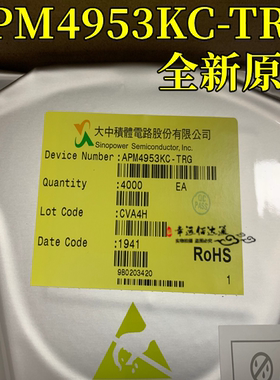 APM4953KC-TRG
全新原
大中積體電路股份有限公司
Sinopower Semiconductor, Inc.
Device Number :APM4953KC-TRG
Quantity :4000 EA
Lot Code :CVA4H
Date Code :1941
RoHS
980203420
1